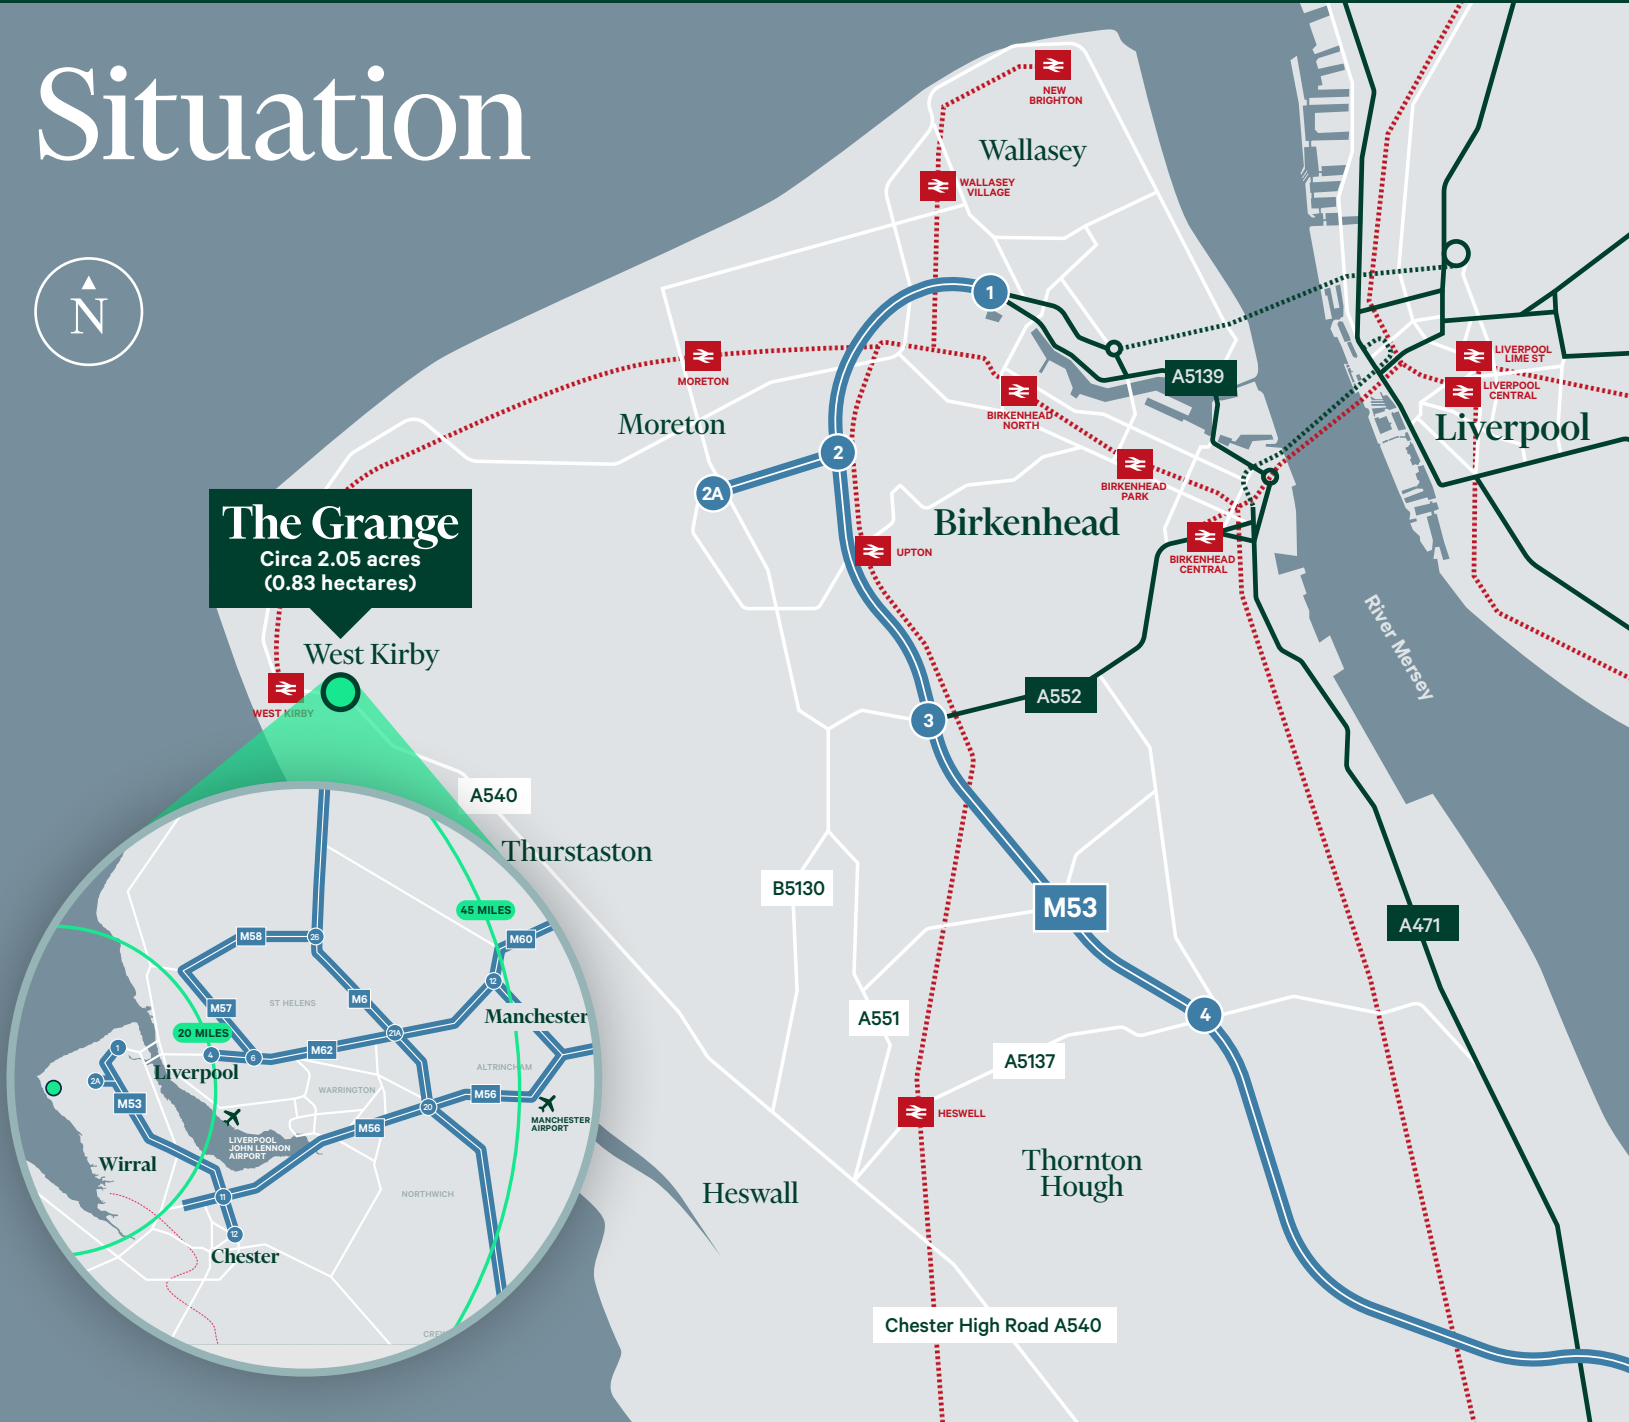 Situation
N
NEW
BRIGHTON
Wallasey
WALLASEY
VILLAGE
1
MORETON
Moreton
2
2A
A5139
BIRKENHEAD
NORTH
BIRKENHEAD
PARK
Birkenhead
BIRKENHEAD
CENTRAL
LIVERPOOL
LIME ST
LIVERPOOL
CENTRAL
Liverpool
The Grange
Circa 2.05 acres
(0.83 hectares)
UPTON
West Kirby
WEST KIRBY
River Mersey
A552
3
A540
Thurstaston
B5130
M53
A471
A551
4
A5137
HESWELL
Thornton
Hough
Heswall
Chester High Road A540
45 MILES
M58
26
M60
12
M57
ST HELENS
M6
Manchester
20 MILES
21A
1
4
6
M62
Liverpool
ALTRINCHAM
2A
M53
WARRINGTON
M56
20
MANCHESTER
AIRPORT
LIVERPOOL
JOHN LENNON
AIRPORT
M56
Wirral
11
NORTHWICH
12
Chester